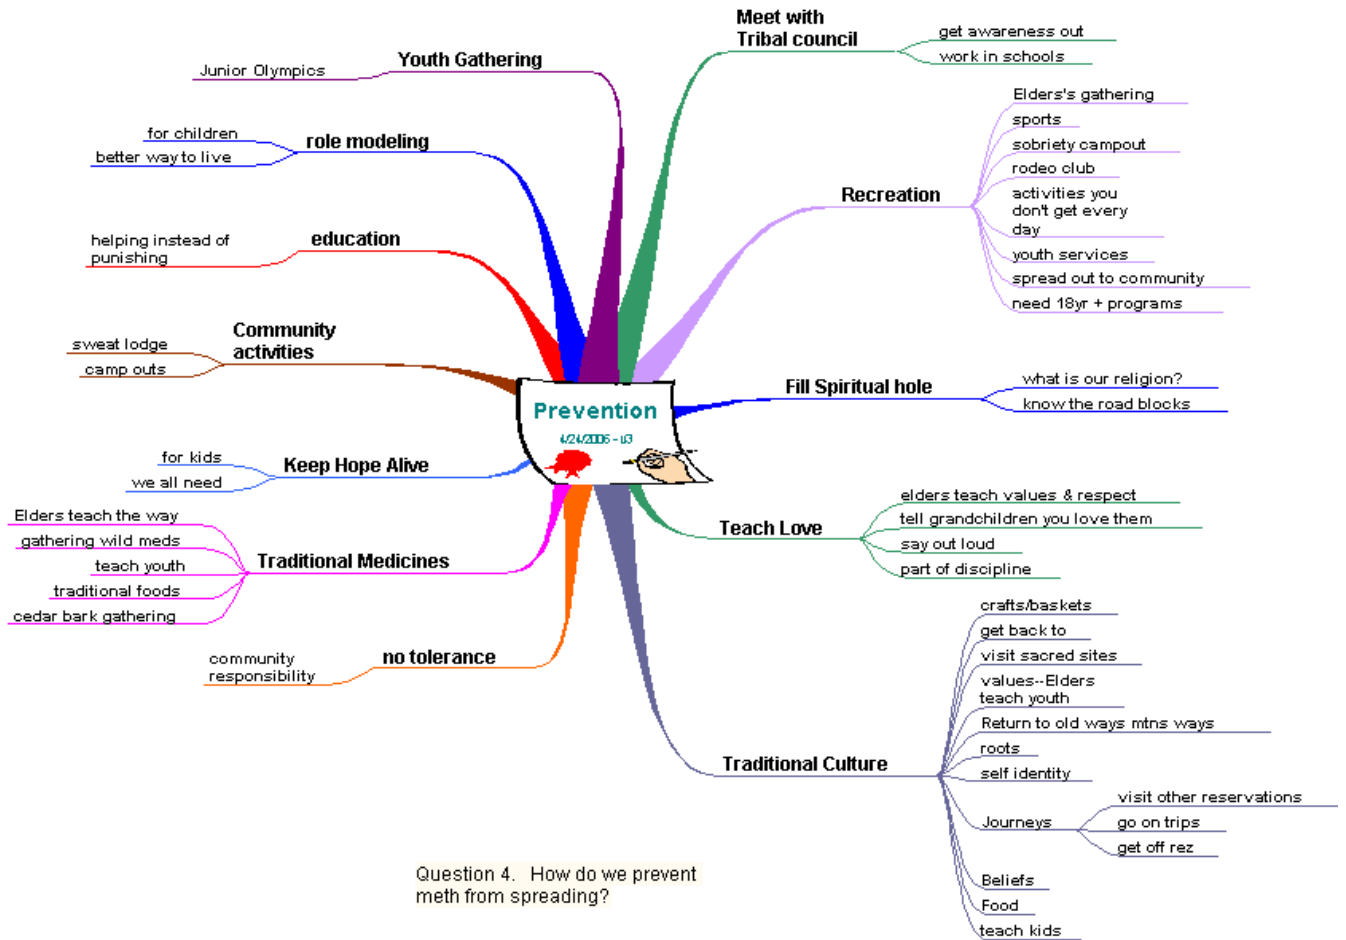 Meet with
Tribal council
get awareness out
work in schools
Youth Gathering
Junior Olympics
Elders's gathering
sports
sobriety campout
rodeo club
activities you
don't get every
day
youth services
spread out to community
need 18yr + programs
Recreation
for children
better way to live
role modeling
helping instead of
punishing
education
Community
activities
sweat lodge
camp outs
Fill Spiritual hole
what is our religion?
know the road blocks
Prevention
4/24/2006 - v3
Keep Hope Alive
for kids
we all need
Teach Love
elders teach values & respect
tell grandchildren you love them
say out loud
part of discipline
Traditional Medicines
Elders teach the way
gathering wild meds
teach youth
traditional foods
cedar bark gathering
no tolerance
community
responsibility
Traditional Culture
crafts/baskets
get back to
visit sacred sites
values--Elders
teach youth
Return to old ways mtns ways
roots
self identity
Journeys
visit other reservations
go on trips
get off rez
Beliefs
Food
teach kids
Question 4. How do we prevent
meth from spreading?